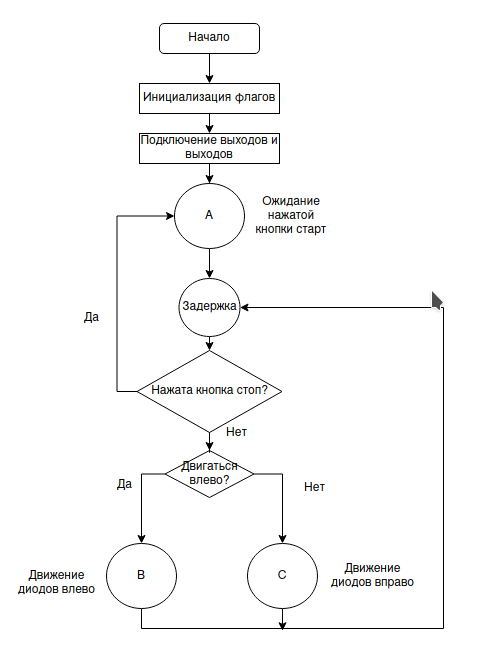 Начало
Инициализация флагов
Подключение выходов и
выходов
А
Ожидание
нажатой
кнопки старт
Задержка
Да
Нажата кнопка стоп?
Нет
Двигаться
влево?
Да
Нет
Движение
диодов влево
B
C
Движение
диодов вправо